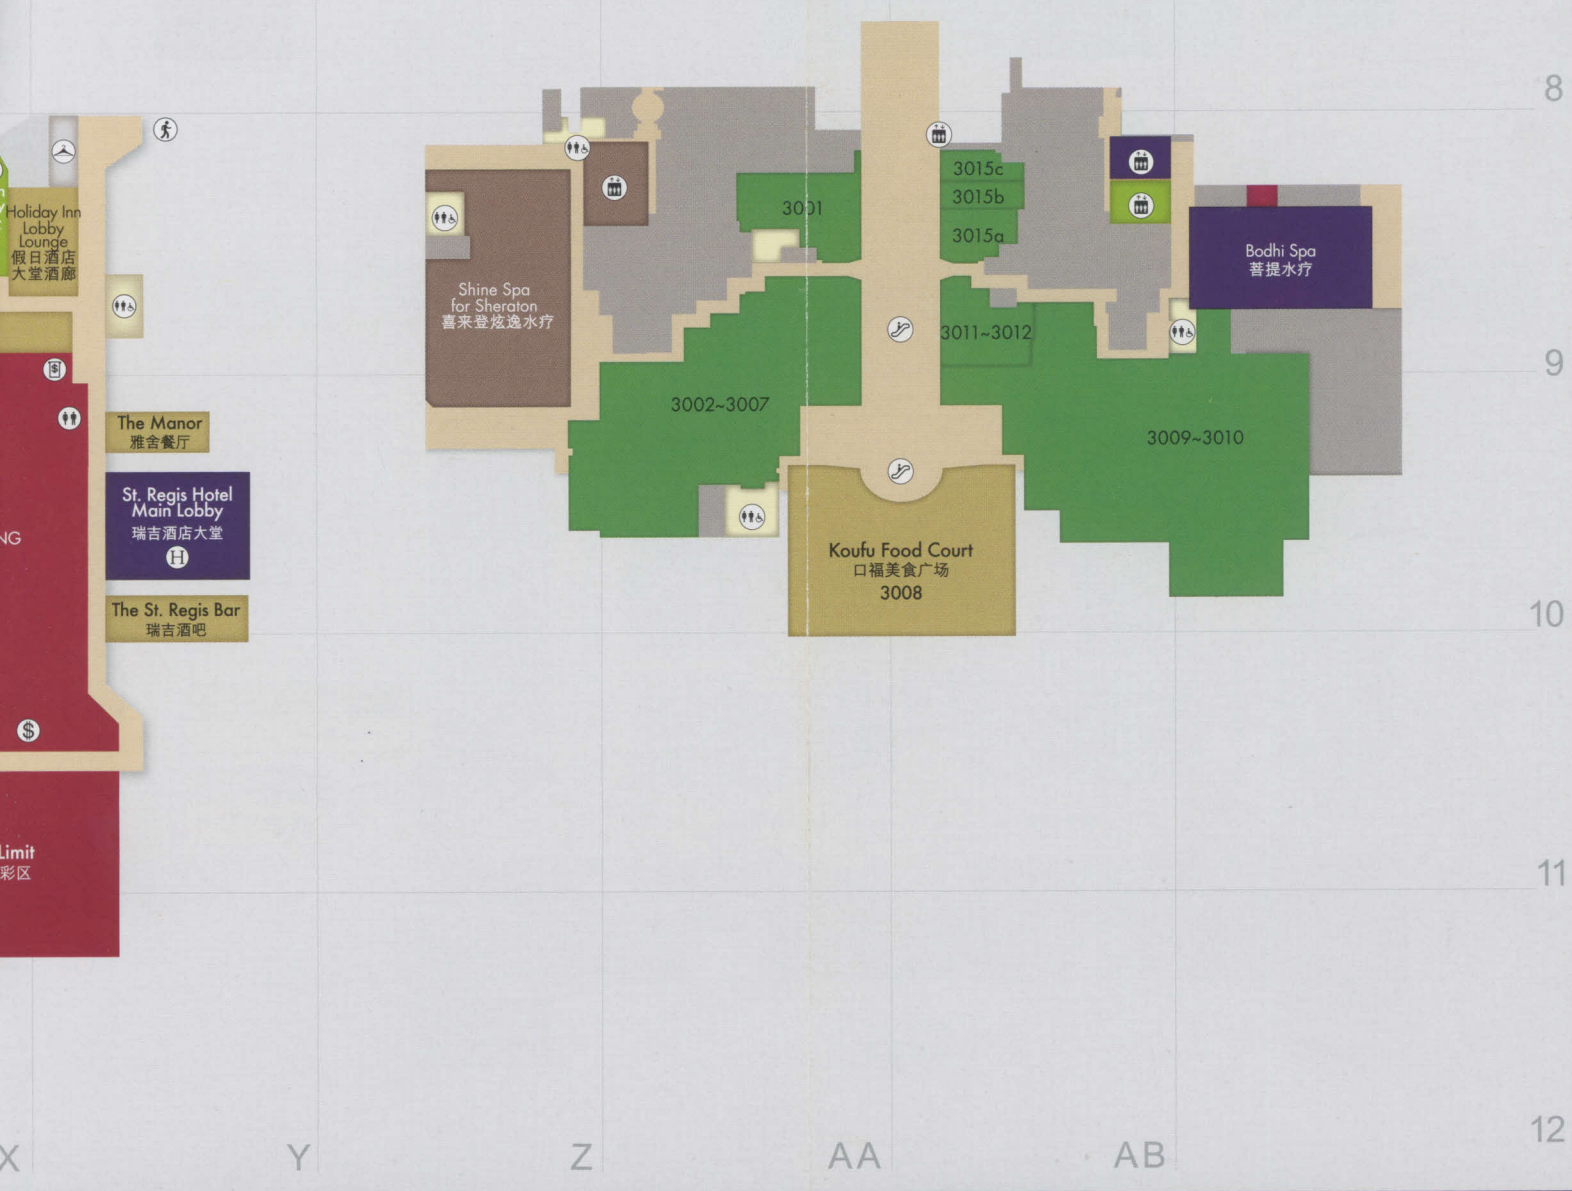 8
3015c
3015b
3001
3015a
Holiday Inn
Lobby
Lounge
假日酒店
大堂酒廊
Bodhi Spa
菩提水疗
Shine Spa
for Sheraton
喜来登炫逸水疗
3011~3012
9
3002~3007
3009~3010
The Manor
雅舍餐厅
St. Regis Hotel
Main Lobby
瑞吉酒店大堂
H
NG
Koufu Food Court
口福美食广场
3008
The St. Regis Bar
瑞吉酒吧
10
$
Limit
彩区
11
12
X
Y
Z
AA
AB